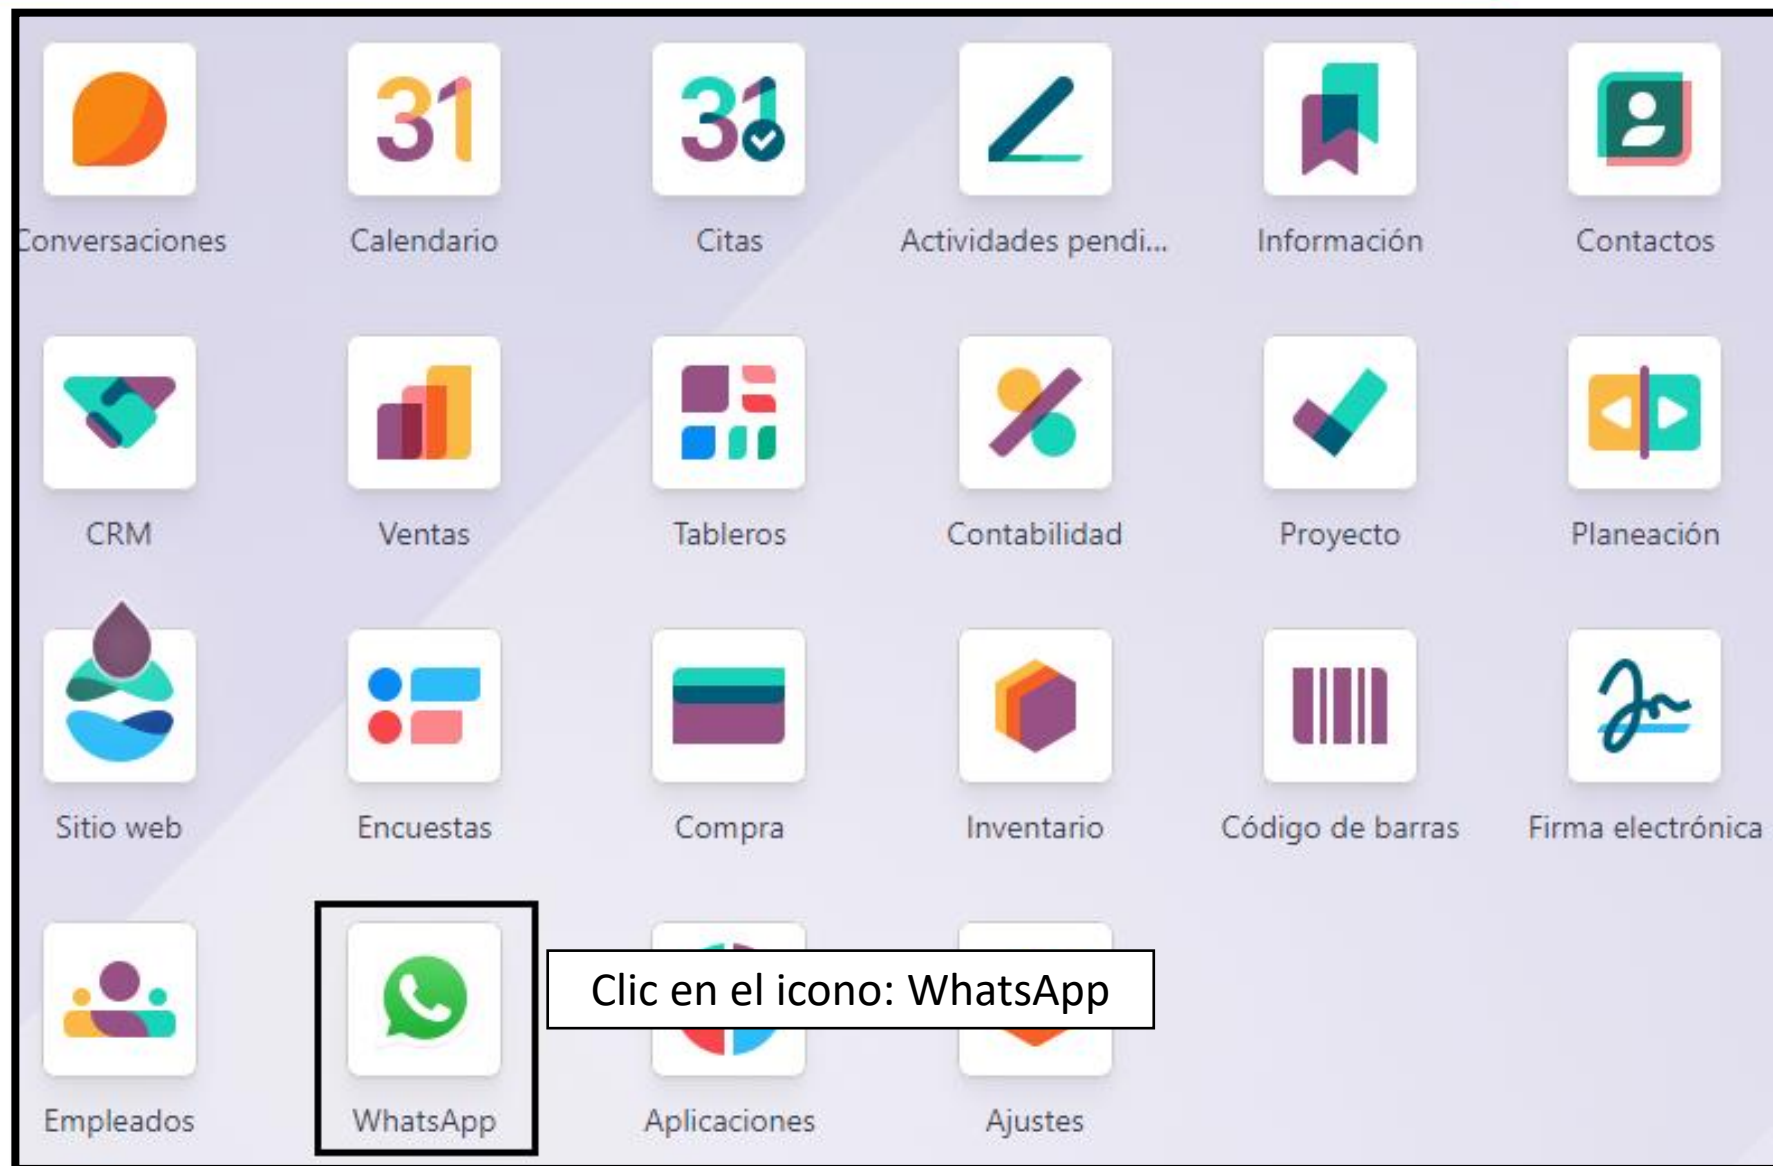 31
31
Conversaciones
Calendario
Citas
Actividades pendi...
Información
Contactos
CRM
Ventas
Tableros
Contabilidad
Proyecto
Planeación
Sitio web
Encuestas
Compra
Inventario
Código de barras
Firma electrónica
Clic en el icono: WhatsApp
Empleados
WhatsApp
Aplicaciones
Ajustes